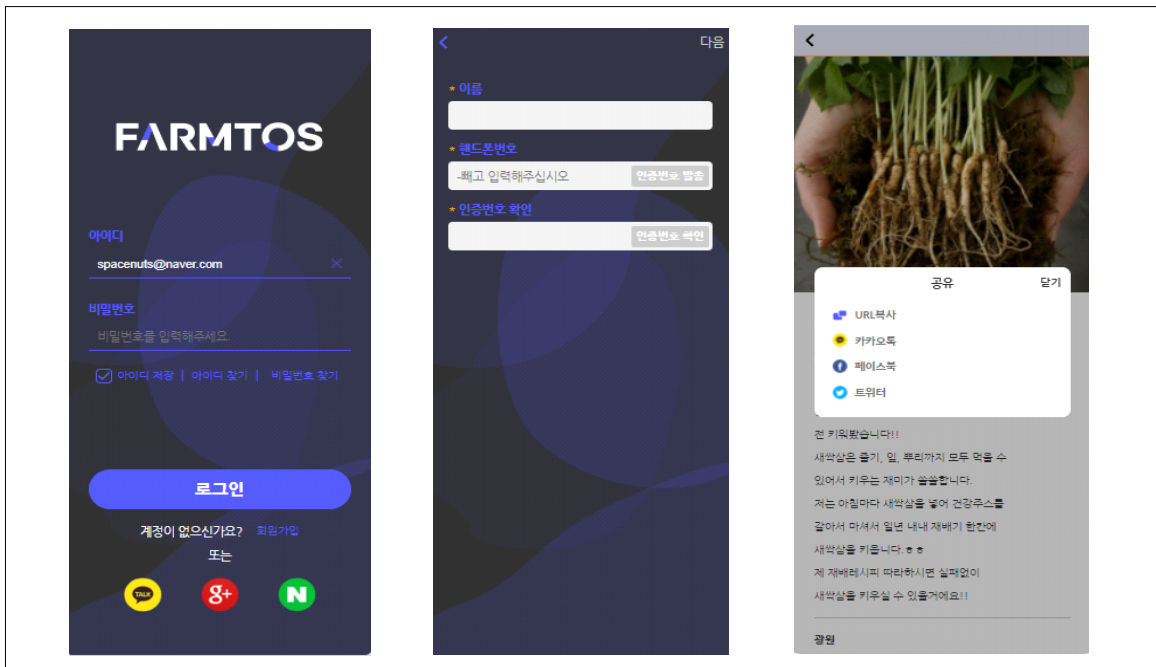 FARMTOS
아이디
spacenuts@naver.com
비밀번호
비밀번호를 입력해주세요.
아이디 저장 | 아이디 찾기 | 비밀번호 찾기
로그인
계정이 없으신가요? 회원가입
또는
TALK
g+
N
다음
* 이름
* 핸드폰번호
-빼고 입력해주십시오 인증번호 발송
* 인증번호 확인
인증번호 확인
공유 닫기
URL복사
카카오톡
페이스북
트위터
전 키워봤습니다!!
새싹삼은 줄기, 잎, 뿌리까지 모두 먹을 수
있어서 키우는 재미가 쏠쏠합니다.
저는 아침마다 새싹삼을 넣어 건강주스를
갈아서 마셔서 일년 내내 재배기 한칸에
새싹삼을 키웁니다.ㅎㅎ
제 재배레시피 따라하시면 실패없이
새싹삼을 키우실 수 있을거에요!!
광원